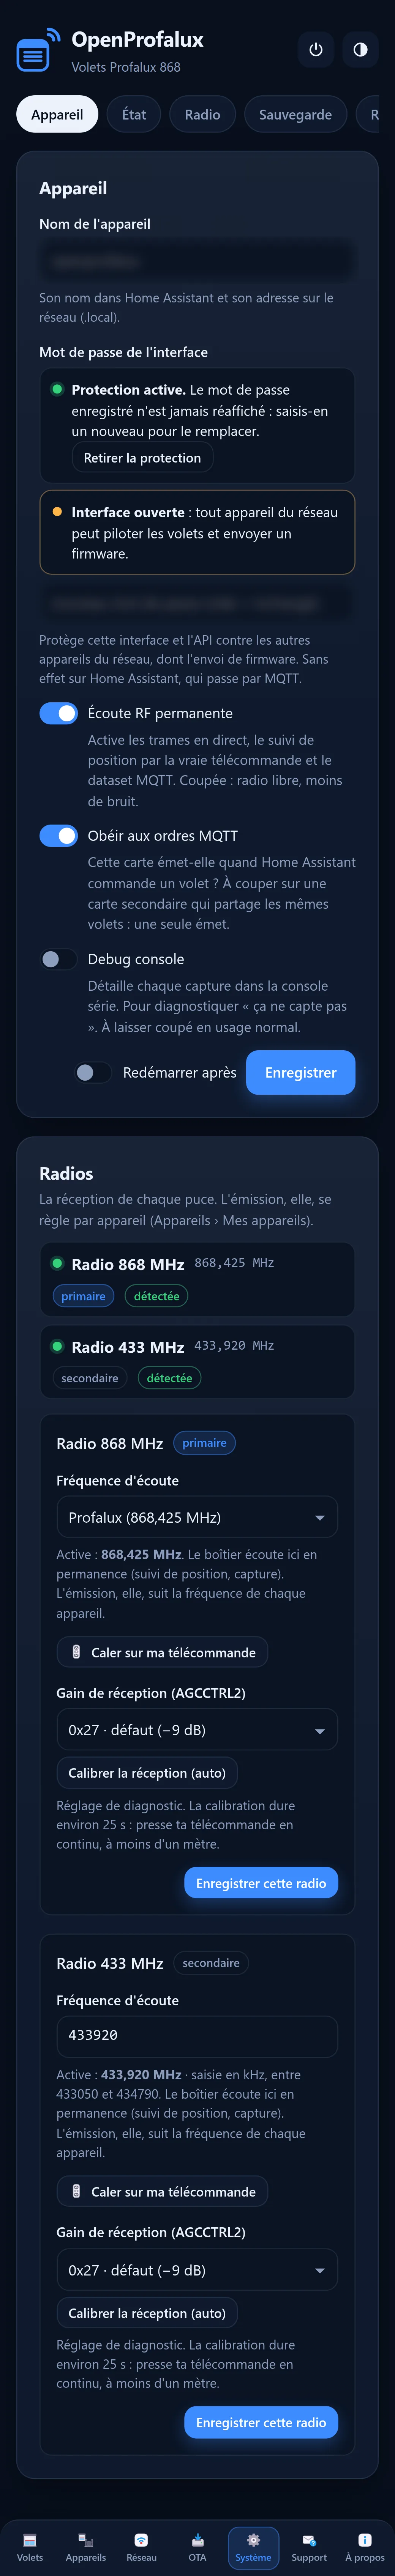 OpenProfalux
Volets Profalux 868
Appareil
État
Radio
Sauvegarde
R
Appareil
Nom de l'appareil
Son nom dans Home Assistant et son adresse sur le
réseau (.local).
Mot de passe de l'interface
Protection active. Le mot de passe
enregistré n'est jamais réaffiché : saisis-en
un nouveau pour le remplacer.
Retirer la protection
Interface ouverte : tout appareil du réseau
peut piloter les volets et envoyer un
firmware.
Protège cette interface et l'API contre les autres
appareils du réseau, dont l'envoi de firmware. Sans
effet sur Home Assistant, qui passe par MQTT.
Écoute RF permanente
Active les trames en direct, le suivi de
position par la vraie télécommande et le
dataset MQTT. Coupée : radio libre, moins
de bruit.
Obéir aux ordres MQTT
Cette carte émet-elle quand Home Assistant
commande un volet ? À couper sur une
carte secondaire qui partage les mêmes
volets : une seule émet.
Debug console
Détaille chaque capture dans la console
série. Pour diagnostiquer « ça ne capte pas
». À laisser coupé en usage normal.
Redémarrer après
Enregistrer
Radios
La réception de chaque puce. L'émission, elle, se
règle par appareil (Appareils › Mes appareils).
Radio 868 MHz 868,425 MHz
primaire détectée
Radio 433 MHz 433,920 MHz
secondaire détectée
Radio 868 MHz primaire
Fréquence d'écoute
Profalux (868,425 MHz)
Active : 868,425 MHz. Le boîtier écoute ici en
permanence (suivi de position, capture).
L'émission, elle, suit la fréquence de chaque
appareil.
Caler sur ma télécommande
Gain de réception (AGCCTRL2)
0x27 · défaut (−9 dB)
Calibrer la réception (auto)
Réglage de diagnostic. La calibration dure
environ 25 s : presse ta télécommande en
continu, à moins d'un mètre.
Enregistrer cette radio
Radio 433 MHz secondaire
Fréquence d'écoute
433920
Active : 433,920 MHz · saisie en kHz, entre
433050 et 434790. Le boîtier écoute ici en
permanence (suivi de position, capture).
L'émission, elle, suit la fréquence de chaque
appareil.
Caler sur ma télécommande
Gain de réception (AGCCTRL2)
0x27 · défaut (−9 dB)
Calibrer la réception (auto)
Réglage de diagnostic. La calibration dure
environ 25 s : presse ta télécommande en
continu, à moins d'un mètre.
Enregistrer cette radio
Volets
Appareils
Réseau
OTA
Système
Support
À propos